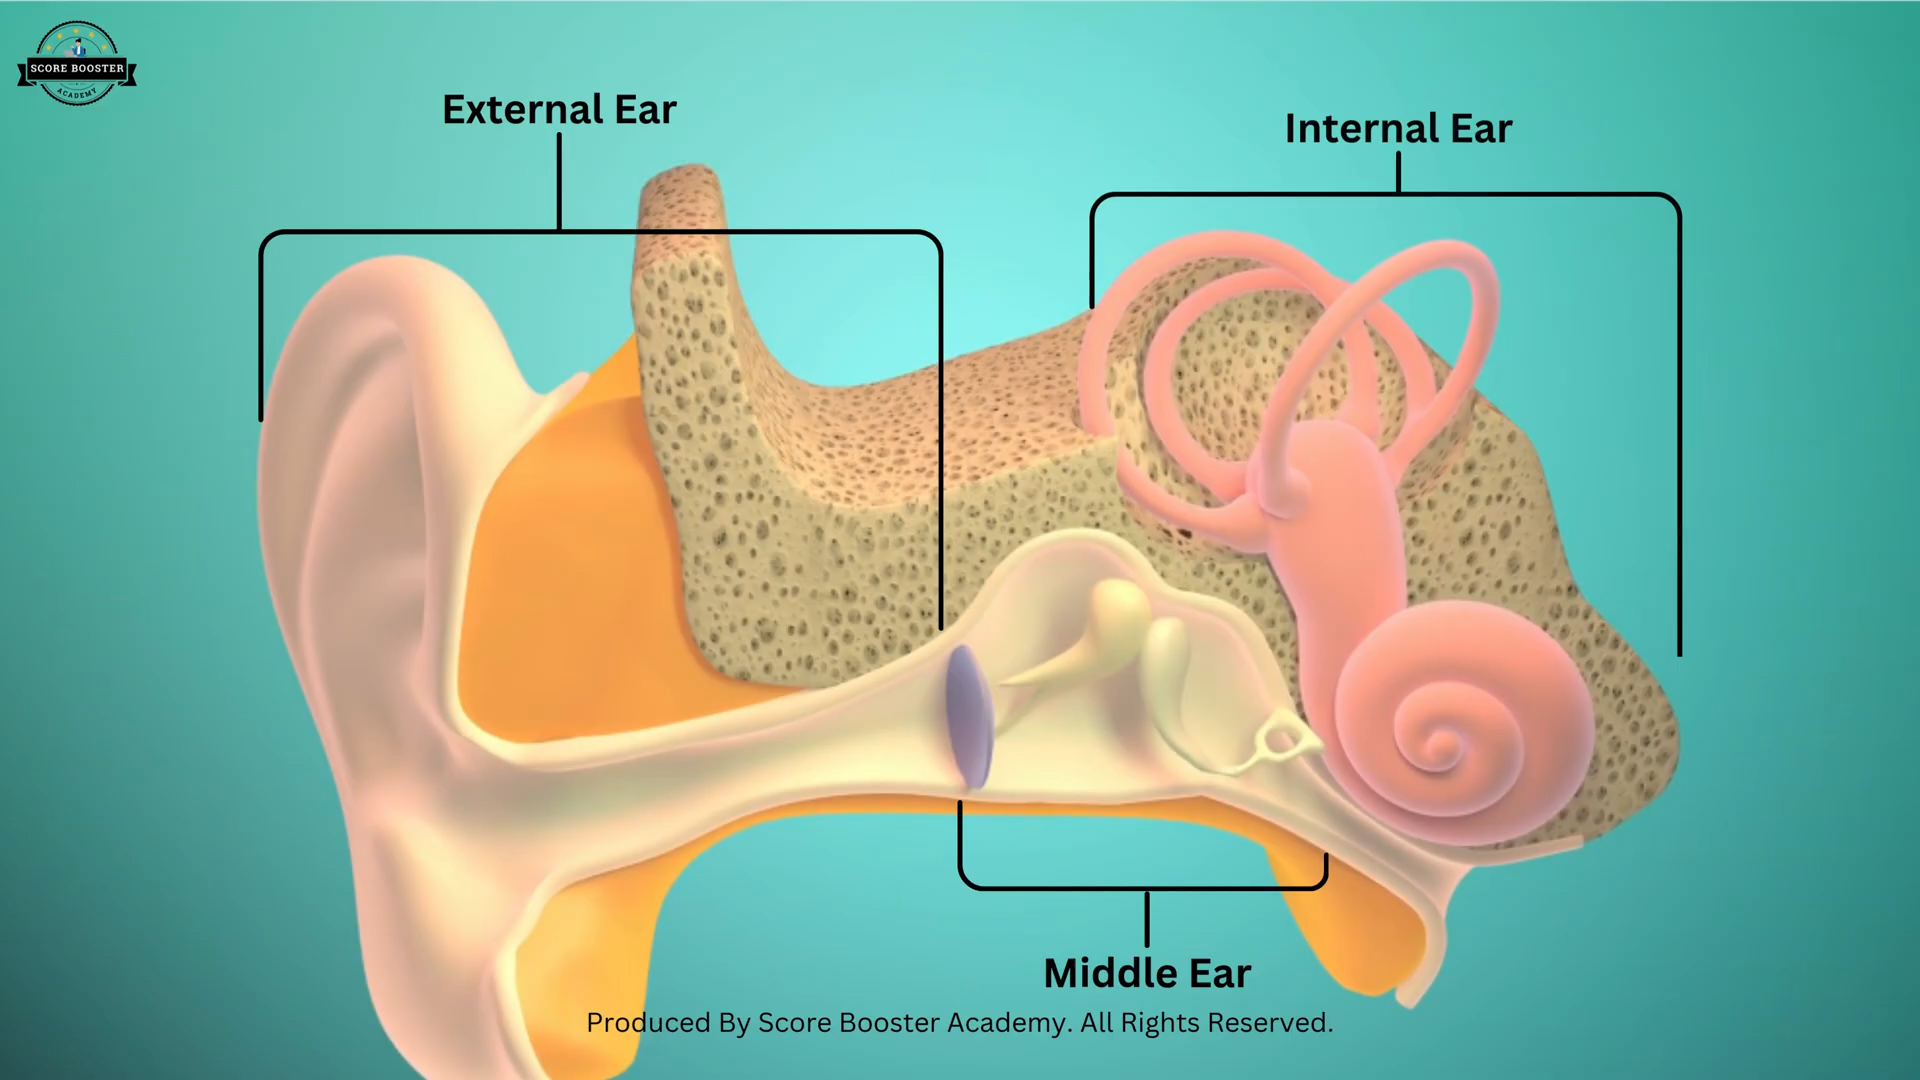 SCORE BOOSTER
ACADEMY
External Ear
Internal Ear
Middle Ear
Produced By Score Booster Academy. All Rights Reserved.